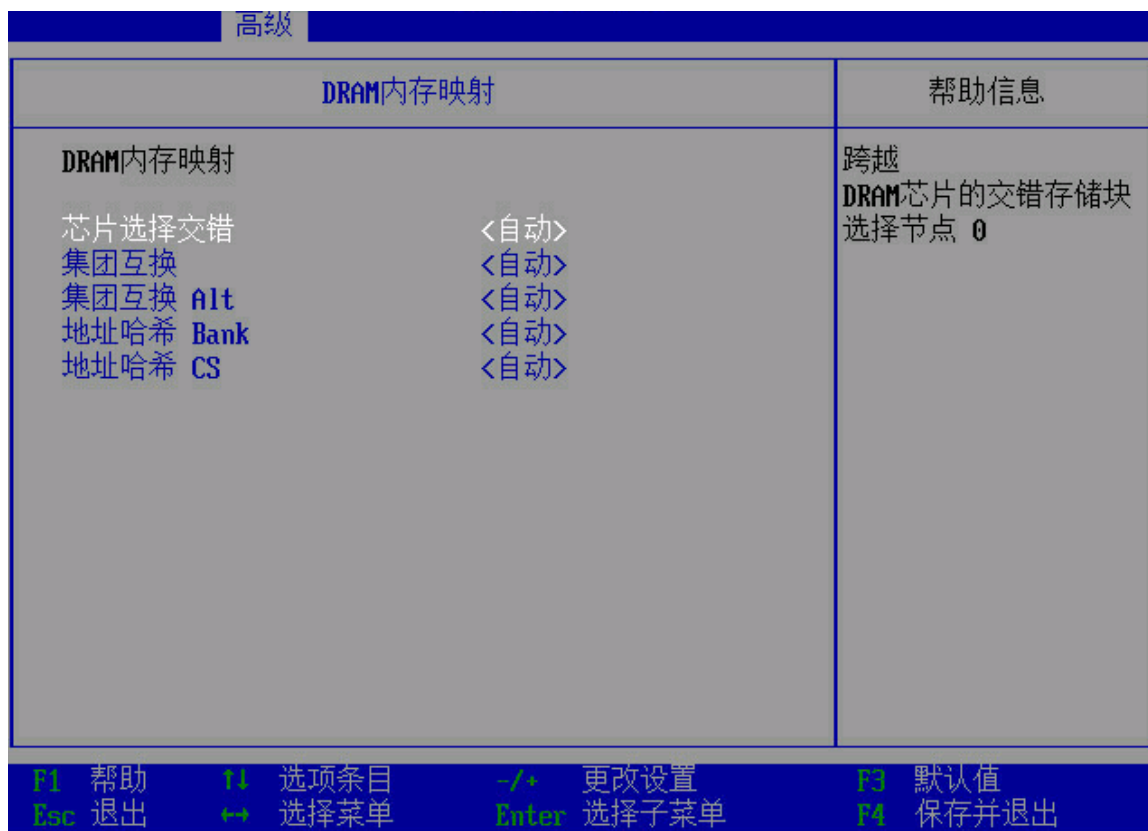 高级
DRAM内存映射
帮助信息
DRAM内存映射
芯片选择交错 <自动>
集团互换 <自动>
集团互换 Alt <自动>
地址哈希 Bank <自动>
地址哈希 CS <自动>
跨越
DRAM芯片的交错存储块
选择节点 0
F1 帮助 ↑↓ 选项条目 -/+ 更改设置 F3 默认值
Esc 退出 ↔ 选择菜单 Enter 选择子菜单 F4 保存并退出